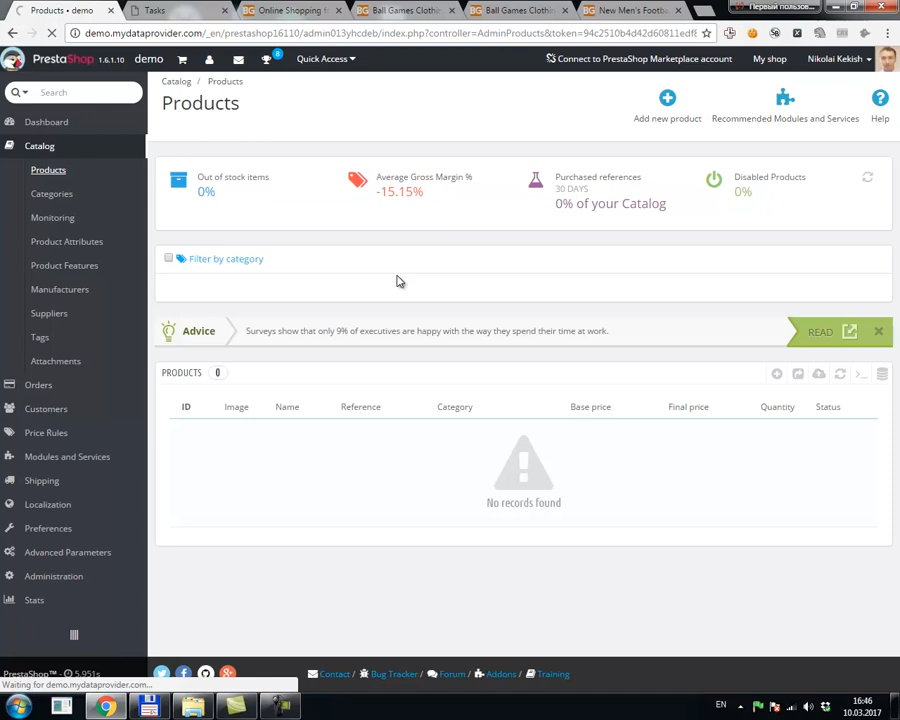 Products • demo
Tasks
Online Shopping f
Ball Games Clothin
Ball Games Clothin
New Men's Footba
Первый пользов...
demo.mydataprovider.com/_en/prestashop16110/admin013yhcdeb/index.php?controller=AdminProducts&token=94c2510b4d42d60811edf8
PrestaShop 1.6.1.10 demo 8 Quick Access Connect to PrestaShop Marketplace account My shop Nikolai Kekish
Search
Catalog Products
Products
Add new product
Recommended Modules and Services
Help
Dashboard
Catalog
Products
Categories
Monitoring
Product Attributes
Product Features
Manufacturers
Suppliers
Tags
Attachments
Orders
Customers
Price Rules
Modules and Services
Shipping
Localization
Preferences
Advanced Parameters
Administration
Stats
Out of stock items
0%
Average Gross Margin %
-15.15%
Purchased references
30 DAYS
0% of your Catalog
Disabled Products
0%
Filter by category
Advice Surveys show that only 9% of executives are happy with the way they spend their time at work. READ
PRODUCTS 0
ID Image Name Reference Category Base price Final price Quantity Status
No records found
PrestaShop™ - 5.951s
Contact / Bug Tracker / Forum / Addons / Training
Waiting for demo.mydataprovider.com...
EN
16:46
10.03.2017